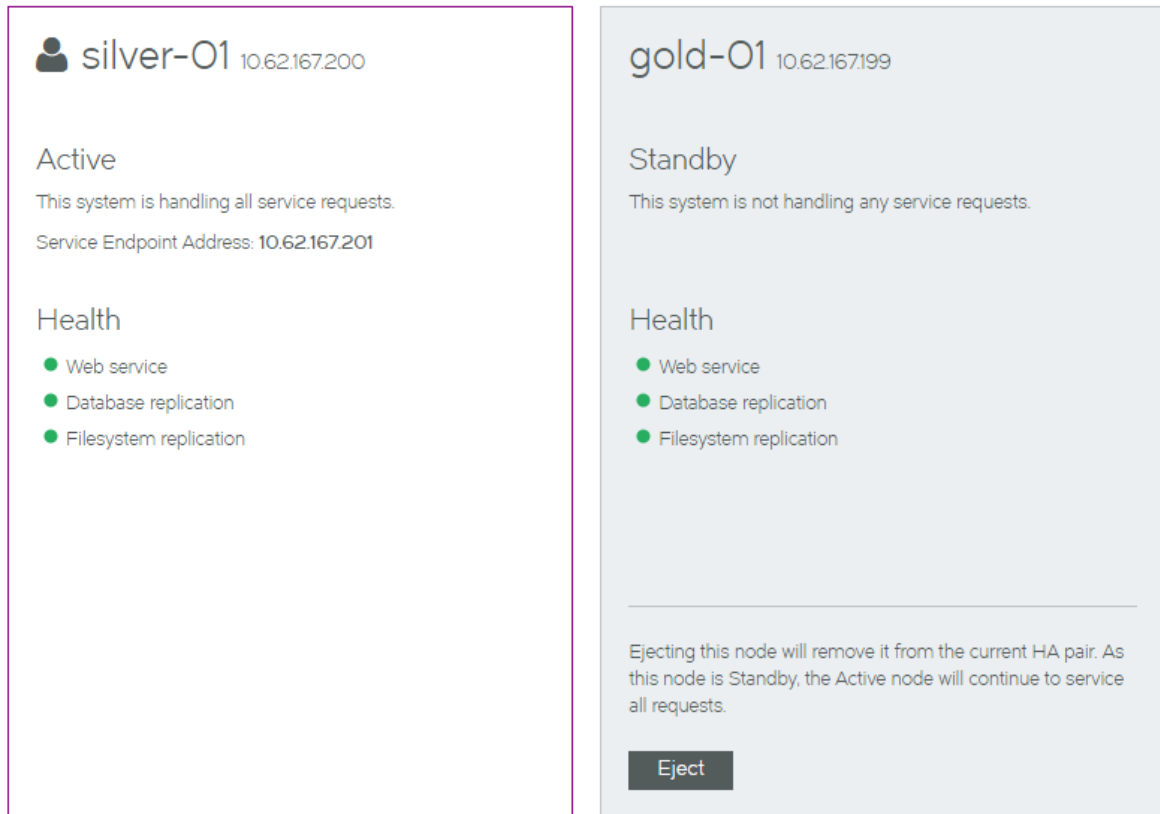 silver-01 10.62.167.200
Active
This system is handling all service requests.
Service Endpoint Address: 10.62.167.201
Health
Web service
Database replication
Filesystem replication
gold-01 10.62.167.199
Standby
This system is not handling any service requests.
Health
Web service
Database replication
Filesystem replication
Ejecting this node will remove it from the current HA pair. As
this node is Standby, the Active node will continue to service
all requests.
Eject